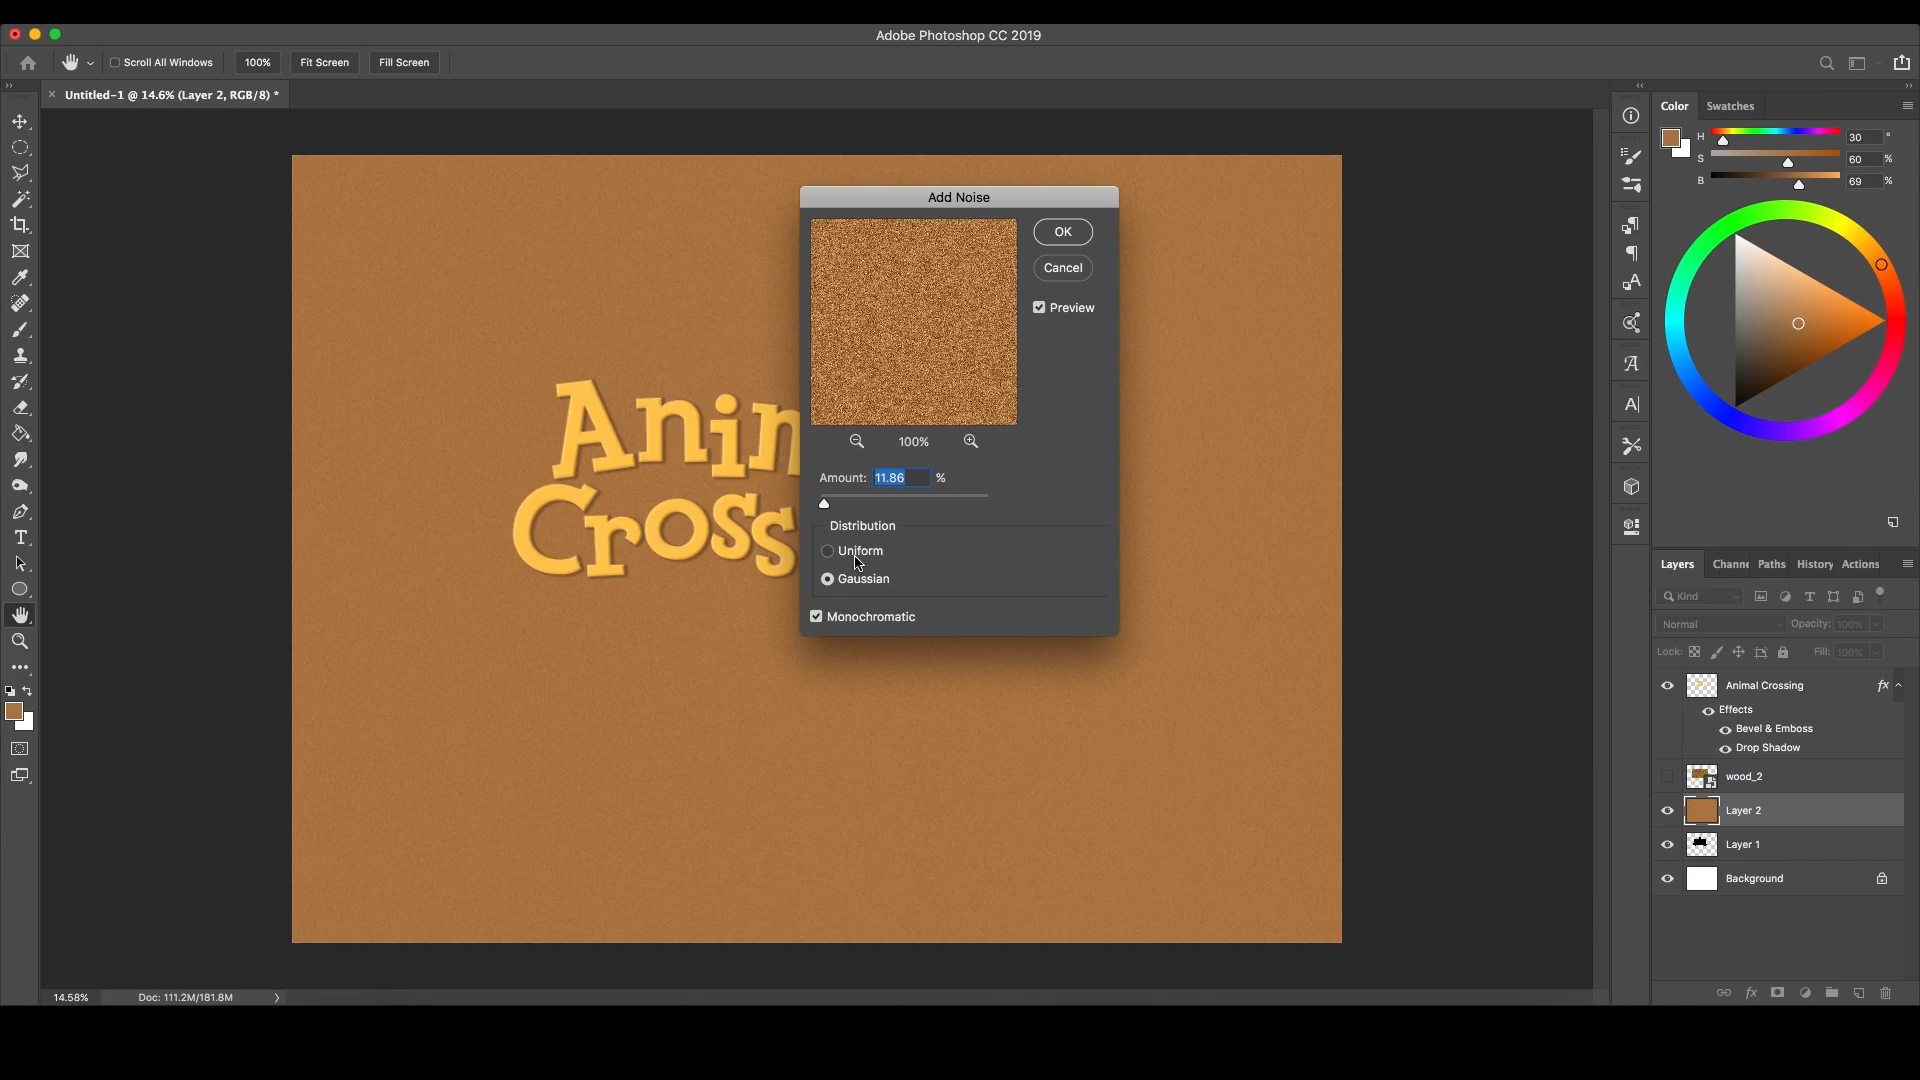 Adobe Photoshop CC 2019
Scroll All Windows
100%
Fit Screen
Fill Screen
Untitled-1 @ 14.6% (Layer 2, RGB/8) *
Color
Swatches
H
30
°
S
60
%
B
69
%
Add Noise
OK
Cancel
Preview
100%
Amount: 11.86 %
Distribution
Uniform
Gaussian
Monochromatic
Anim
Cross
Layers
Channe
Paths
History
Actions
Kind
Normal
Opacity: 100%
Lock:
Fill: 100%
Animal Crossing
fx
Effects
Bevel & Emboss
Drop Shadow
wood_2
Layer 2
Layer 1
Background
14.58%
Doc: 111.2M/181.8M
fx